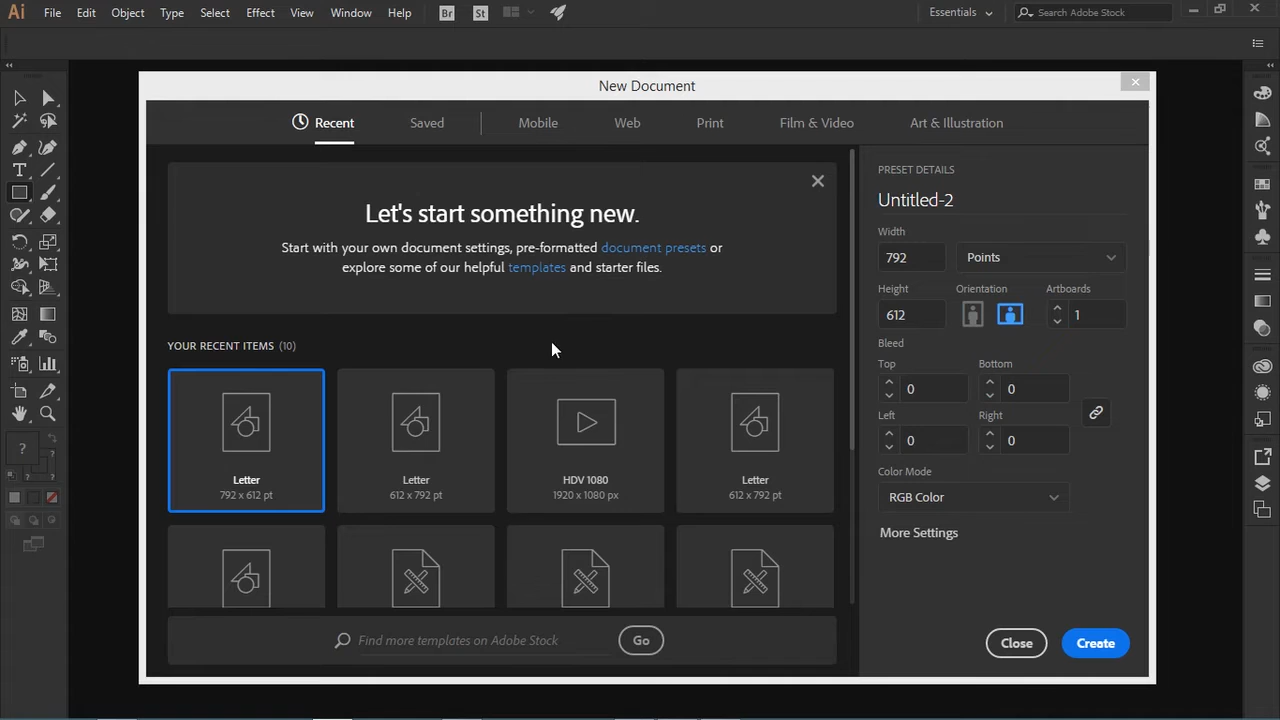 Ai File Edit Object Type Select Effect View Window Help Br St Essentials Search Adobe Stock
New Document
Recent Saved Mobile Web Print Film & Video Art & Illustration
Let's start something new.
Start with your own document settings, pre-formatted document presets or
explore some of our helpful templates and starter files.
YOUR RECENT ITEMS (10)
Letter
792 x 612 pt
Letter
612 x 792 pt
HDV 1080
1920 x 1080 px
Letter
612 x 792 pt
Find more templates on Adobe Stock Go
PRESET DETAILS
Untitled-2
Width
792 Points
Height Orientation Artboards
612 1
Bleed
Top Bottom
0 0
Left Right
0 0
Color Mode
RGB Color
More Settings
Close Create
T
?